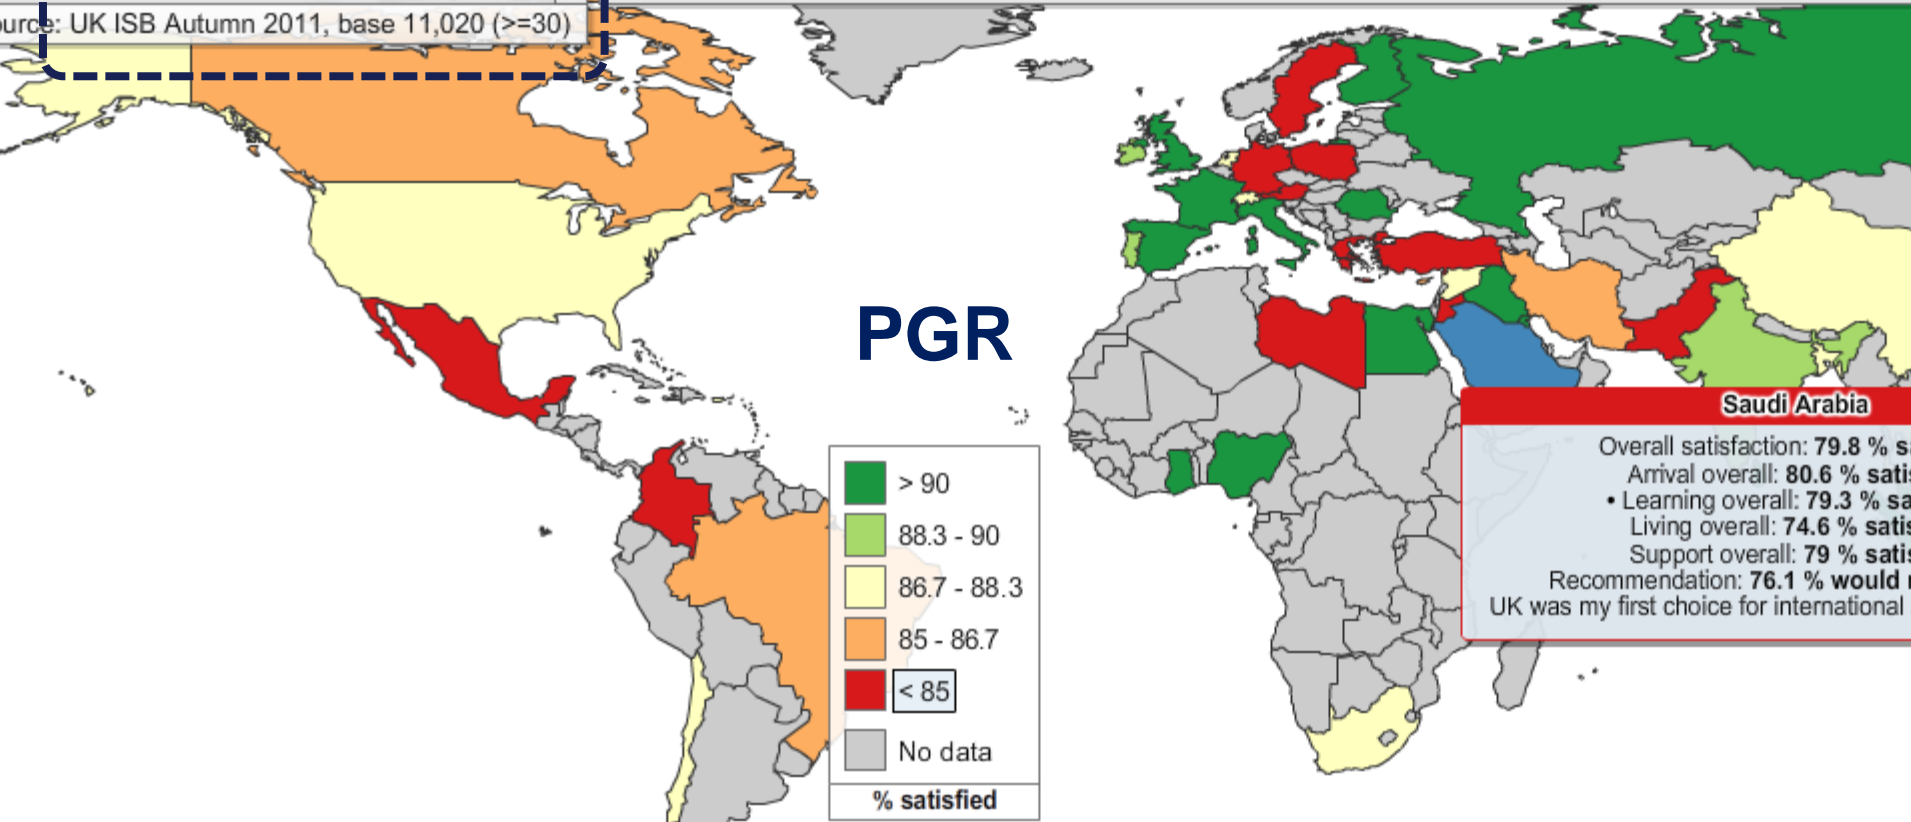 urce: UK ISB Autumn 2011, base 11,020 (>=30)
PGR
> 90
88.3 - 90
86.7 - 88.3
85 - 86.7
< 85
No data
% satisfied
Saudi Arabia
Overall satisfaction: 79.8 % sa
Arrival overall: 80.6 % satis
• Learning overall: 79.3 % sa
Living overall: 74.6 % satis
Support overall: 79 % satis
Recommendation: 76.1 % would r
UK was my first choice for international